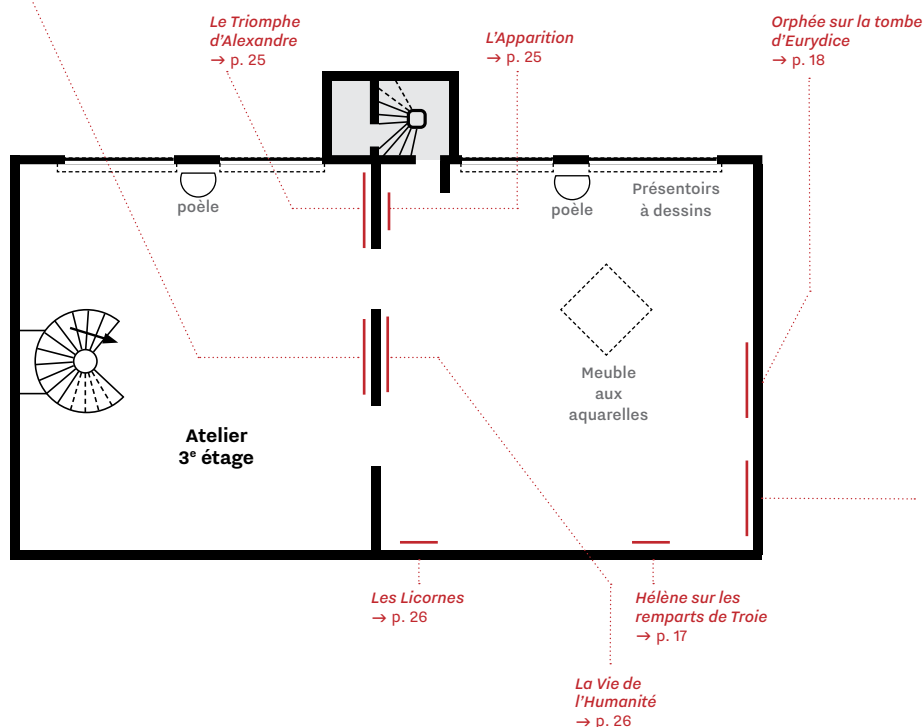 Le Triomphe
d'Alexandre
→ p. 25
L'Apparition
→ p. 25
Orphée sur la tombe
d'Eurydice
→ p. 18
poêle
poêle
Présentoirs
à dessins
Meuble
aux
aquarelles
Atelier
3e étage
Les Licornes
→ p. 26
Hélène sur les
remparts de Troie
→ p. 17
La Vie de
l'Humanité
→ p. 26